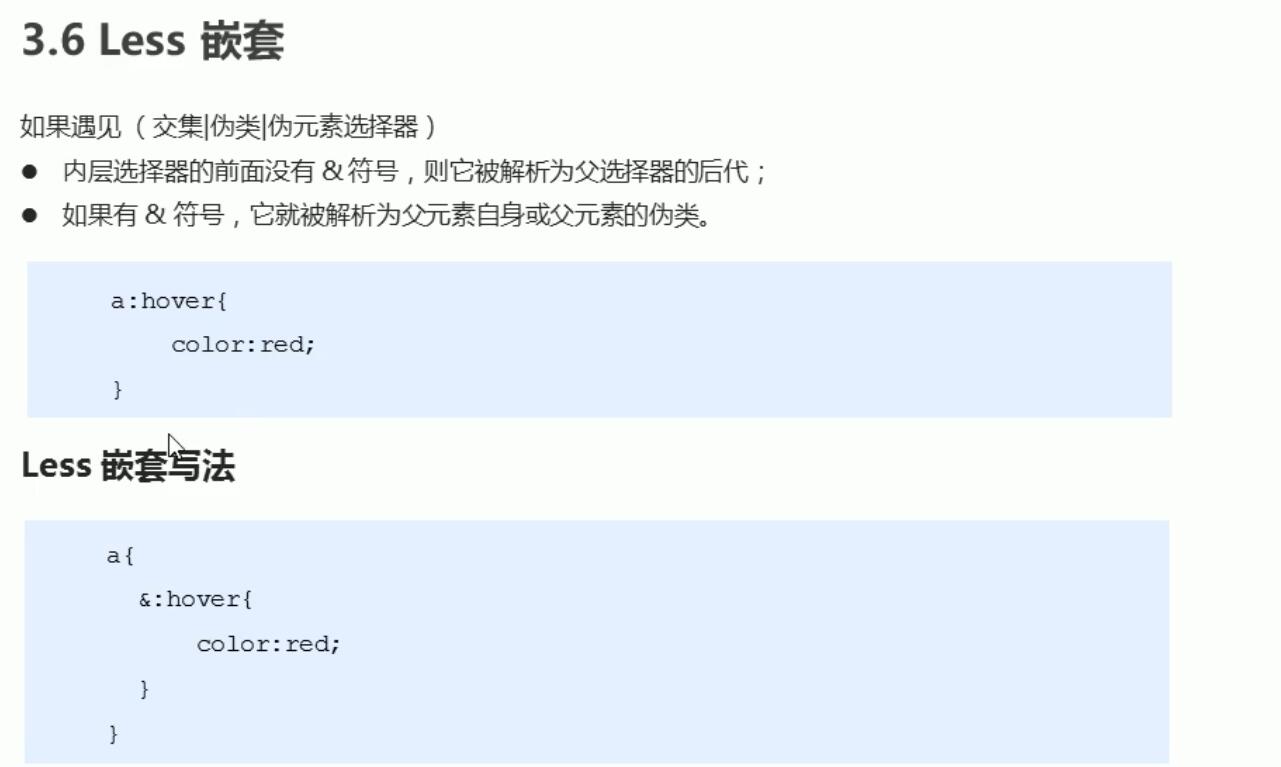 3.6 Less 嵌套
如果遇见 （ 交集|伪类|伪元素选择器 ）
● 内层选择器的前面没有 & 符号，则它被解析为父选择器的后代；
● 如果有 & 符号，它就被解析为父元素自身或父元素的伪类。
a:hover{
color:red;
}
Less 嵌套写法
a{
&:hover{
color:red;
}
}